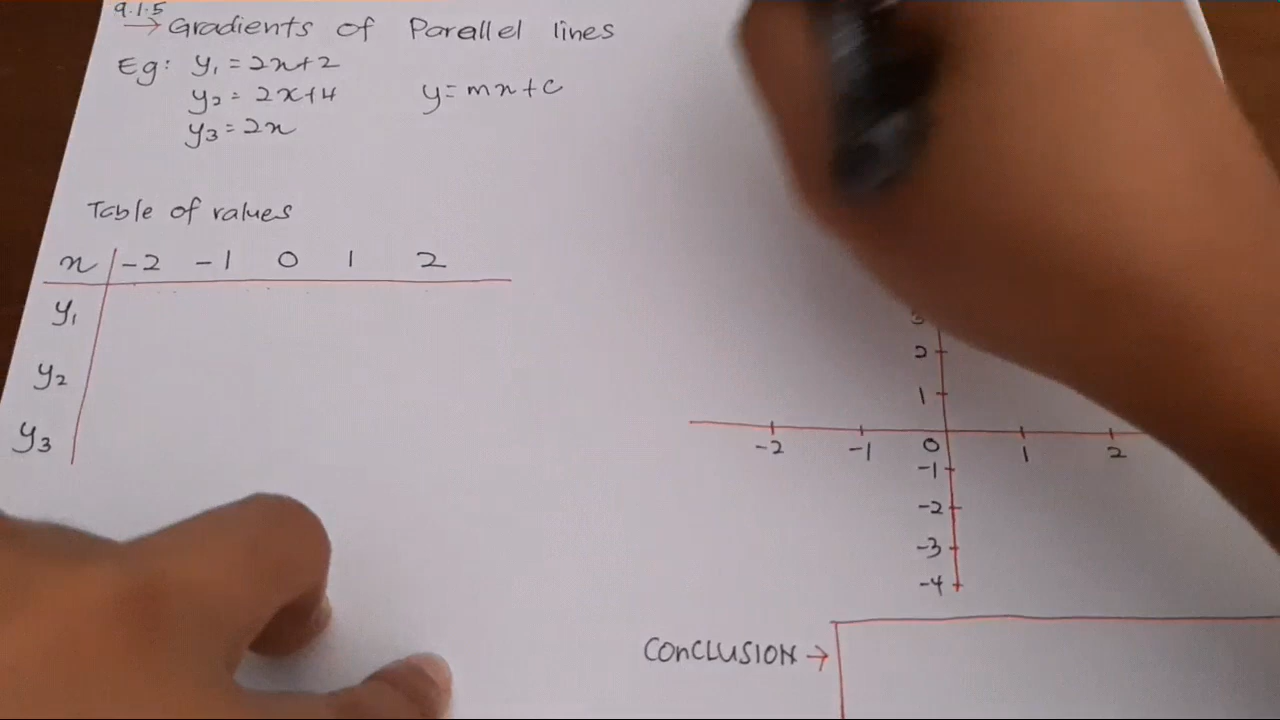 9.1.5
→ Gradients of Parallel lines
Eg: y₁ = 2x+2
y₂ = 2x+4
y = mx+c
y₃ = 2x
Table of values
x -2 -1 0 1 2
y₁
y₂
y₃
3
2
1
-2 -1 0 1 2
-1
-2
-3
-4
CONCLUSION →